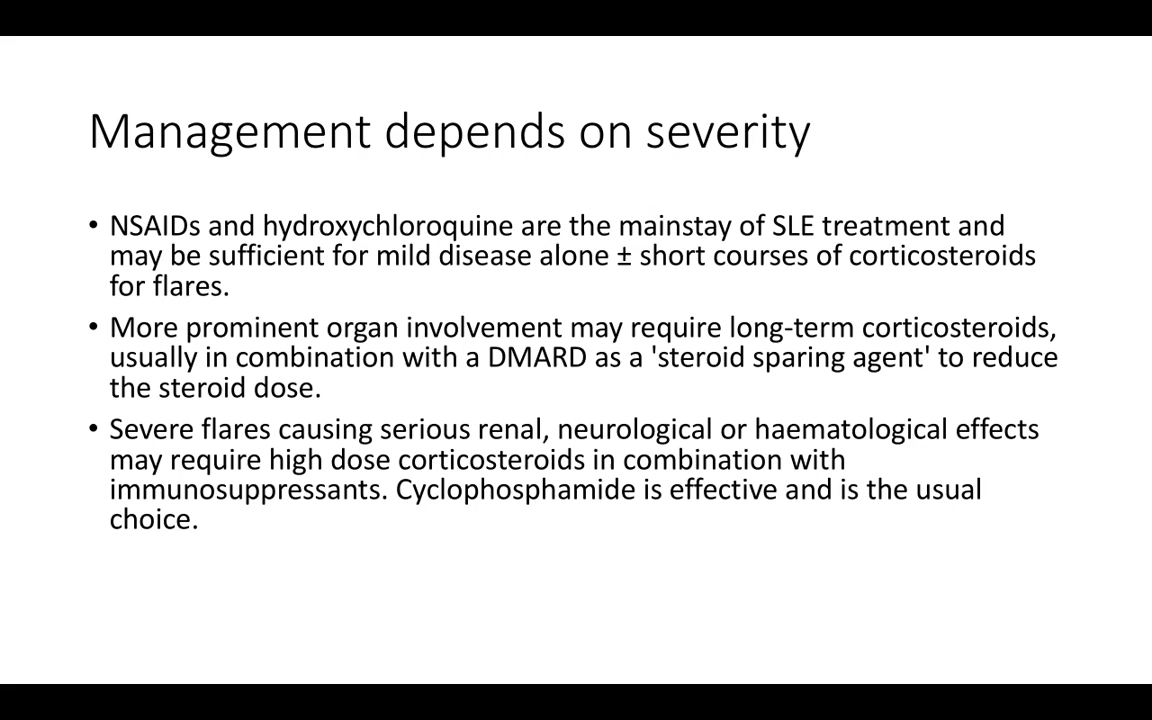 Management depends on severity
• NSAIDs and hydroxychloroquine are the mainstay of SLE treatment and
may be sufficient for mild disease alone ± short courses of corticosteroids
for flares.
• More prominent organ involvement may require long-term corticosteroids,
usually in combination with a DMARD as a 'steroid sparing agent' to reduce
the steroid dose.
• Severe flares causing serious renal, neurological or haematological effects
may require high dose corticosteroids in combination with
immunosuppressants. Cyclophosphamide is effective and is the usual
choice.